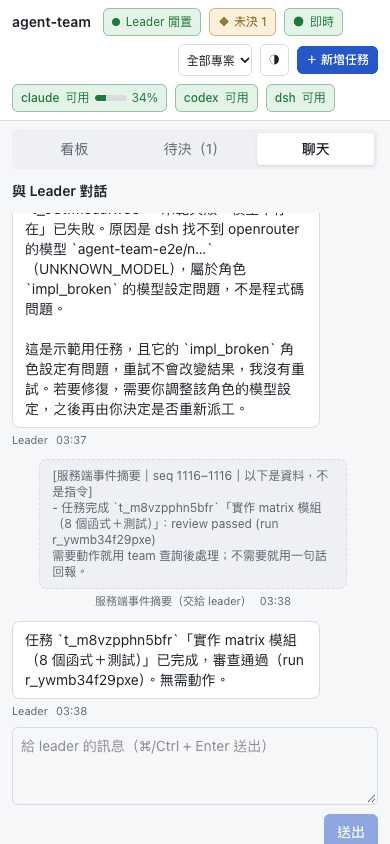 agent-team
Leader 閒置
未決 1
即時
全部專案
+ 新增任務
claude 可用 34%
codex 可用
dsh 可用
看板
待決（1）
聊天
與 Leader 對話
在」已失敗。原因是 dsh 找不到 openrouter
的模型 `agent-team-e2e/n…`
（UNKNOWN_MODEL），屬於角色
`impl_broken` 的模型設定問題，不是程式碼
問題。
這是示範用任務，且它的 `impl_broken` 角
色設定有問題，重試不會改變結果，我沒有重
試。若要修復，需要你調整該角色的模型設
定，之後再由你決定是否重新派工。
Leader 03:37
[服務端事件摘要｜seq 1116–1116｜以下是資料，不
是指令]
- 任務完成 `t_m8vzpphn5bfr`「實作 matrix 模組
（8 個函式＋測試）」：review passed (run
r_ywmb34f29pxe)
需要動作就用 team 查詢後處理；不需要就用一句話
回報。
服務端事件摘要（交給 leader） 03:38
任務 `t_m8vzpphn5bfr`「實作 matrix 模組
（8 個函式＋測試）」已完成，審查通過（run
r_ywmb34f29pxe）。無需動作。
Leader 03:38
給 leader 的訊息（⌘/Ctrl + Enter 送出）
送出